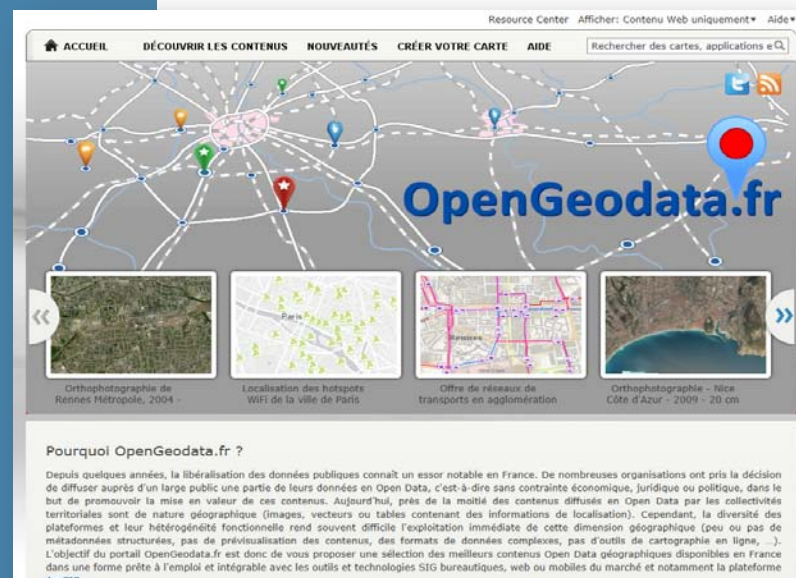 Resource Center Afficher: Contenu Web uniquement▾ Aide▾
ACCUEIL DÉCOUVRIR LES CONTENUS NOUVEAUTÉS CRÉER VOTRE CARTE AIDE Rechercher des cartes, applications e
OpenGeodata.fr
Paris
Rennes
Orthophotographie de
Rennes Métropole, 2004 -
Localisation des hotspots
WiFi de la ville de Paris
Offre de réseaux de
transports en agglomération
Orthophotographie - Nice
Côte d'Azur - 2009 - 20 cm
Pourquoi OpenGeodata.fr ?
Depuis quelques années, la libéralisation des données publiques connaît un essor notable en France. De nombreuses organisations ont pris la décision
de diffuser auprès d'un large public une partie de leurs données en Open Data, c'est-à-dire sans contrainte économique, juridique ou politique, dans le
but de promouvoir la mise en valeur de ces contenus. Aujourd'hui, près de la moitié des contenus diffusés en Open Data par les collectivités
territoriales sont de nature géographique (images, vecteurs ou tables contenant des informations de localisation). Cependant, la diversité des
plateformes et leur hétérogénéité fonctionnelle rend souvent difficile l'exploitation immédiate de cette dimension géographique (peu ou pas de
métadonnées structurées, pas de prévisualisation des contenus, des formats de données complexes, pas d'outils de cartographie en ligne, ...).
L'objectif du portail OpenGeodata.fr est donc de vous proposer une sélection des meilleurs contenus Open Data géographiques disponibles en France
dans une forme prête à l'emploi et intégrable avec les outils et technologies SIG bureautiques, web ou mobiles du marché et notamment la plateforme